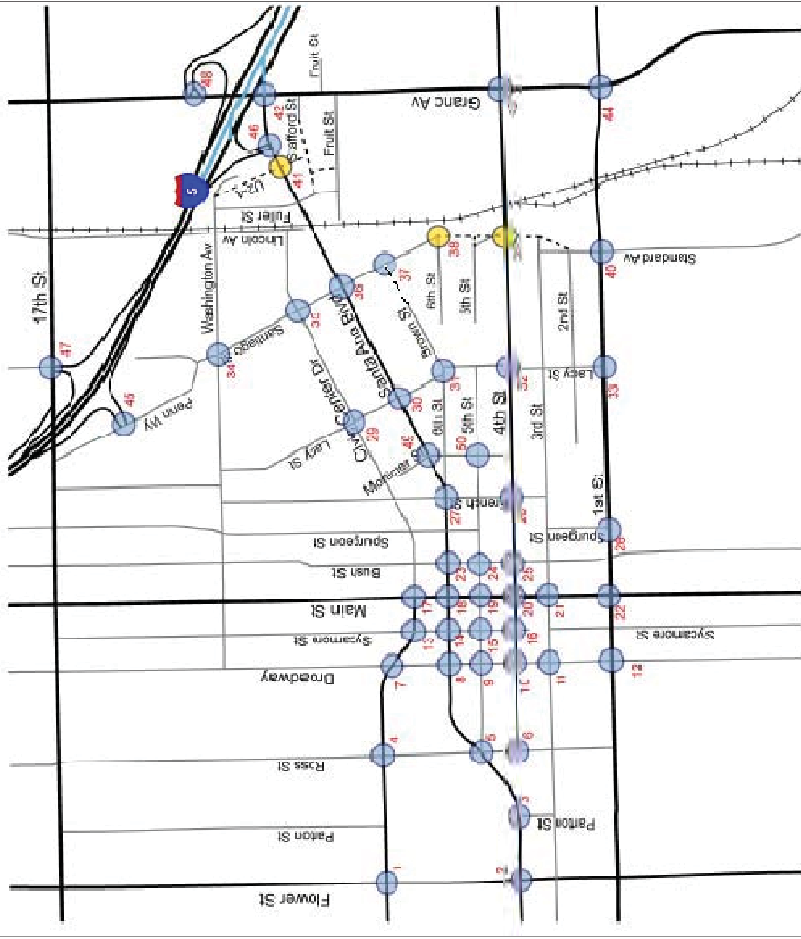 Fruit St
48
42
Granc Av
44
46
Stafford St
Fruit St
41
5
Fuller St
Lincoln Av
Washington Av
17th St
38
37
40
Standard Av
36
35
6th St
5th St
2nd St
Santiago
Santa Ana Blvd
Brown St
47
34
31
32
Lacy St
33
Civic Center Dr.
45
Penn Wy
30
29
6th St
5th St
4th St
3rd St
Lacy St
49
50
Mortimer S
27
French S
1st St
Spurgeon St
Spurgeon St
26
Bush St
23
24
25
Main St
17
18
19
20
21
22
Sycamore St
13
14
15
16
Sycamore St
Broadway
7
8
9
10
11
12
4
5
6
Ross St
3
Parton St
Parton St
1
2
Flower St